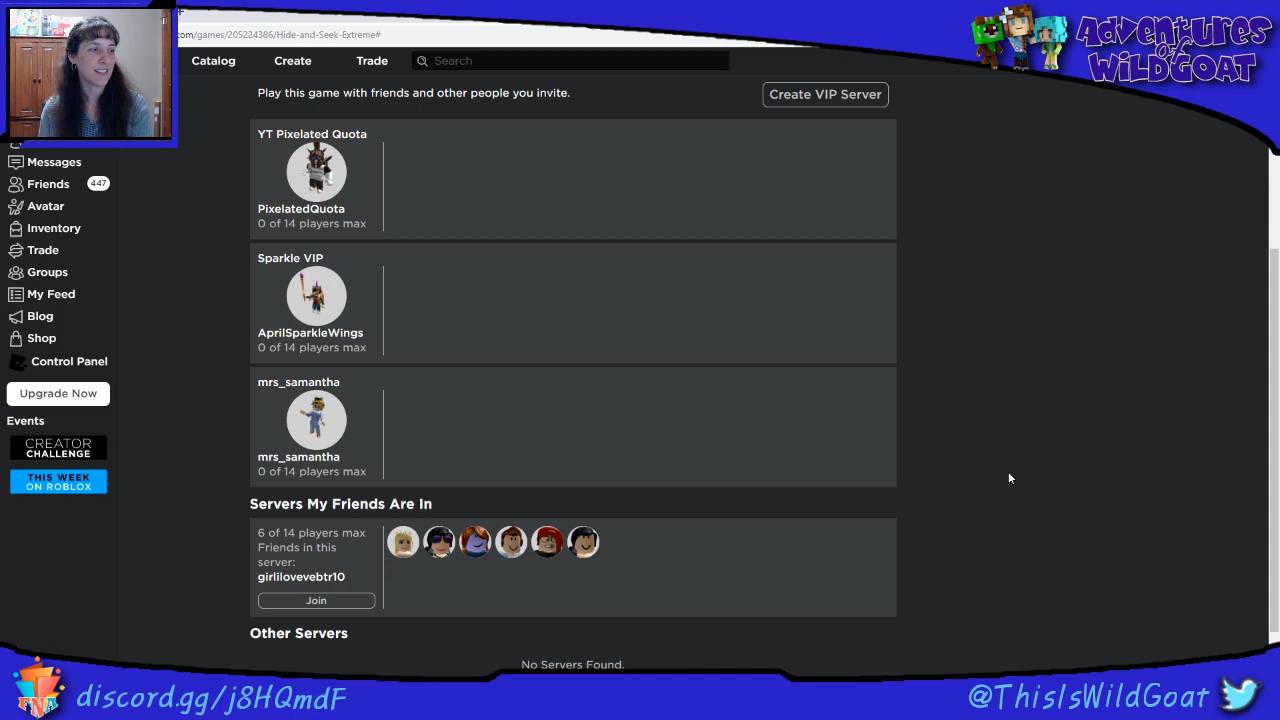 com/games/205224386/Hide-and-Seek-Extreme#
Adventures
of
WildGoat
Catalog
Create
Trade
Search
Play this game with friends and other people you invite.
Create VIP Server
Messages
Friends
447
Avatar
Inventory
Trade
Groups
My Feed
Blog
Shop
Control Panel
Upgrade Now
Events
CREATOR
CHALLENGE
THIS WEEK
ON ROBLOX
YT Pixelated Quota
PixelatedQuota
0 of 14 players max
Sparkle VIP
AprilSparkleWings
0 of 14 players max
mrs_samantha
mrs_samantha
0 of 14 players max
Servers My Friends Are In
6 of 14 players max
Friends in this
server:
girlilovevebtr10
Join
Other Servers
No Servers Found.
FNA
discord.gg/j8HQmdF
@ThisIsWildGoat